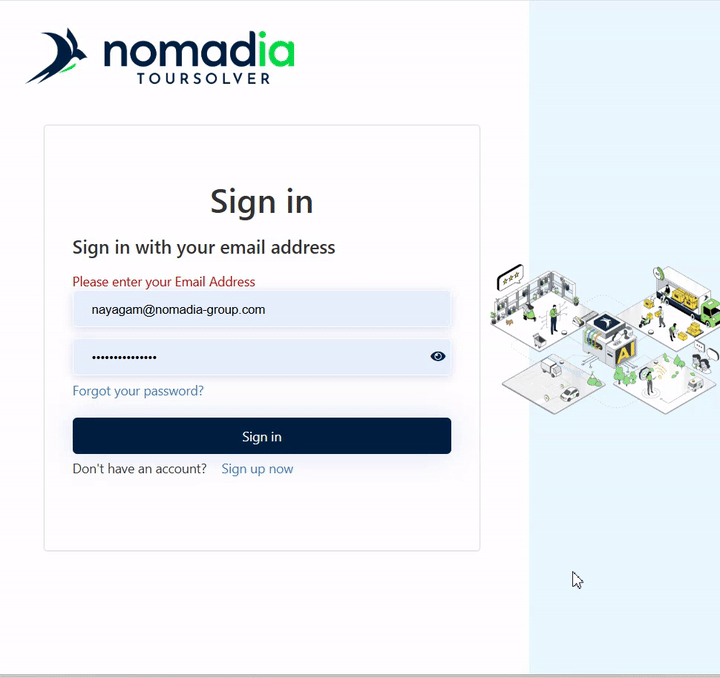 nomadia
TOURSOLVER
Sign in
Sign in with your email address
Please enter your Email Address
nayagam@nomadia-group.com
•••••••••••••••
Forgot your password?
Sign in
Don't have an account? Sign up now
AI